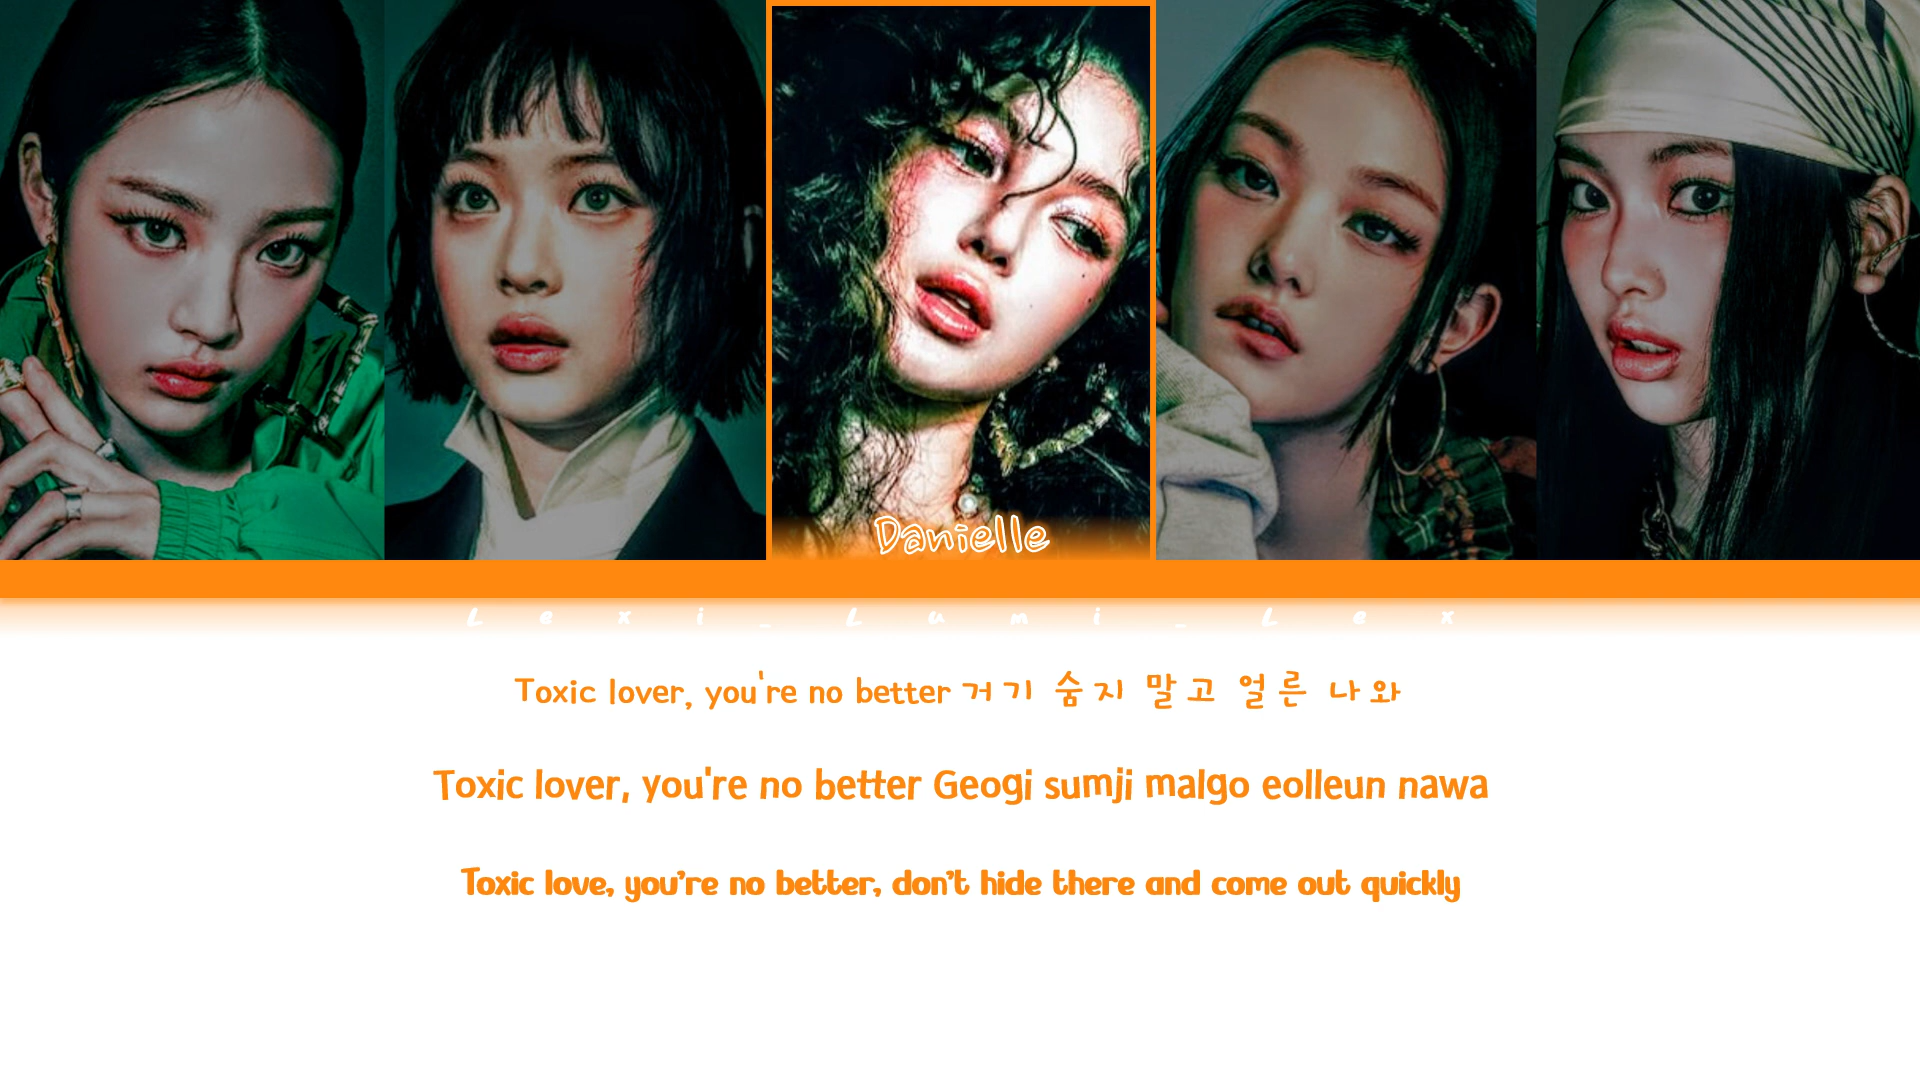 Danielle
Lexi_Lumi_Lex
Toxic lover, you're no better 거기 숨지 말고 얼른 나와
Toxic lover, you're no better Geogi sumji malgo eolleun nawa
Toxic love, you’re no better, don’t hide there and come out quickly